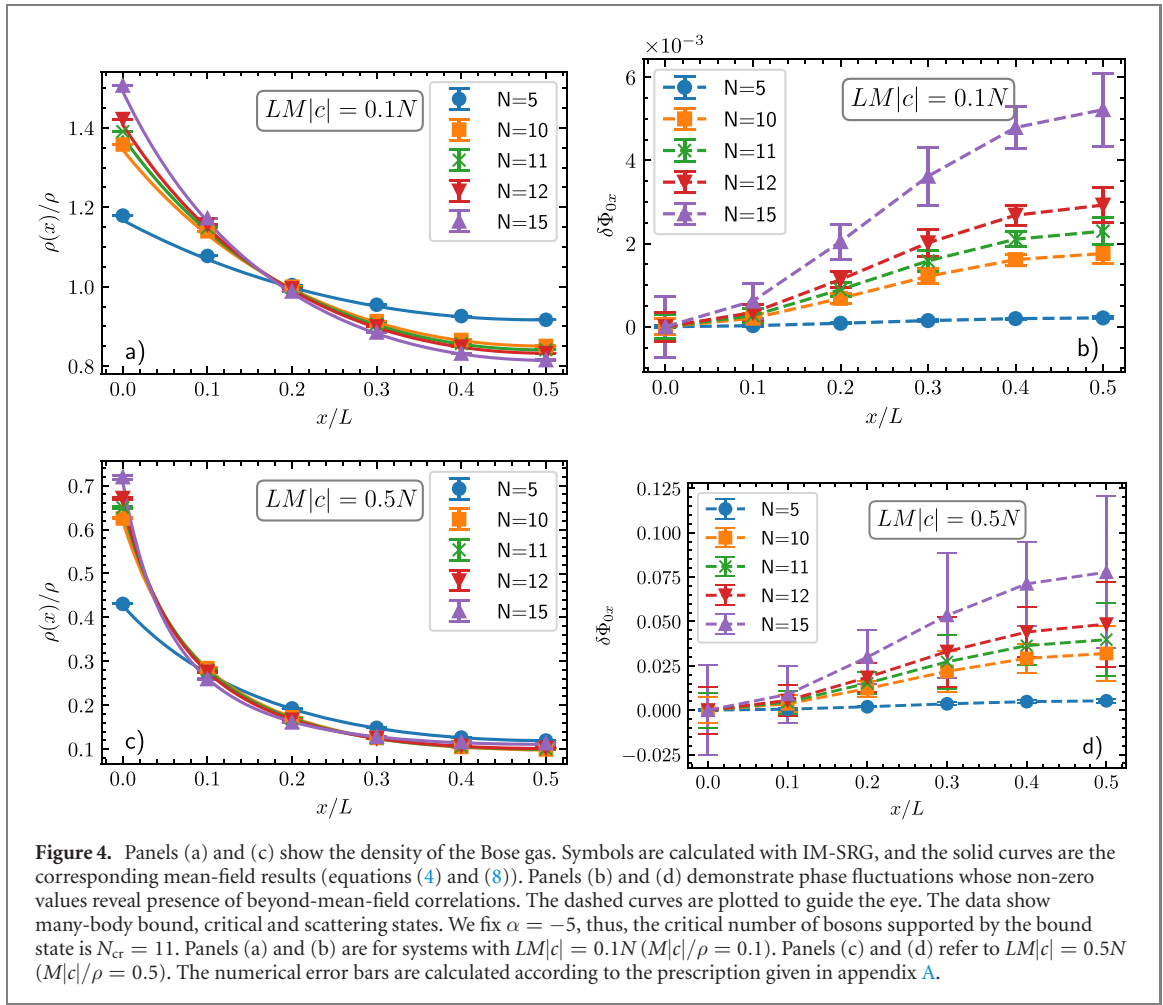 LM|c| = 0.1N
N=5
N=10
N=11
N=12
N=15
1.4
1.2
1.0
0.8
ρ(x)/ρ
a)
0.0 0.1 0.2 0.3 0.4 0.5
x/L
×10⁻³
LM|c| = 0.1N
N=5
N=10
N=11
N=12
N=15
6
4
2
0
δΦ₀ₓ
b)
0.0 0.1 0.2 0.3 0.4 0.5
x/L
LM|c| = 0.5N
N=5
N=10
N=11
N=12
N=15
0.7
0.6
0.5
0.4
0.3
0.2
0.1
ρ(x)/ρ
c)
0.0 0.1 0.2 0.3 0.4 0.5
x/L
LM|c| = 0.5N
N=5
N=10
N=11
N=12
N=15
0.125
0.100
0.075
0.050
0.025
0.000
−0.025
δΦ₀ₓ
d)
0.0 0.1 0.2 0.3 0.4 0.5
x/L
Figure 4. Panels (a) and (c) show the density of the Bose gas. Symbols are calculated with IM-SRG, and the solid curves are the
corresponding mean-field results (equations (4) and (8)). Panels (b) and (d) demonstrate phase fluctuations whose non-zero
values reveal presence of beyond-mean-field correlations. The dashed curves are plotted to guide the eye. The data show
many-body bound, critical and scattering states. We fix α = −5, thus, the critical number of bosons supported by the bound
state is N_cr = 11. Panels (a) and (b) are for systems with LM|c| = 0.1N (M|c|/ρ = 0.1). Panels (c) and (d) refer to LM|c| = 0.5N
(M|c|/ρ = 0.5). The numerical error bars are calculated according to the prescription given in appendix A.